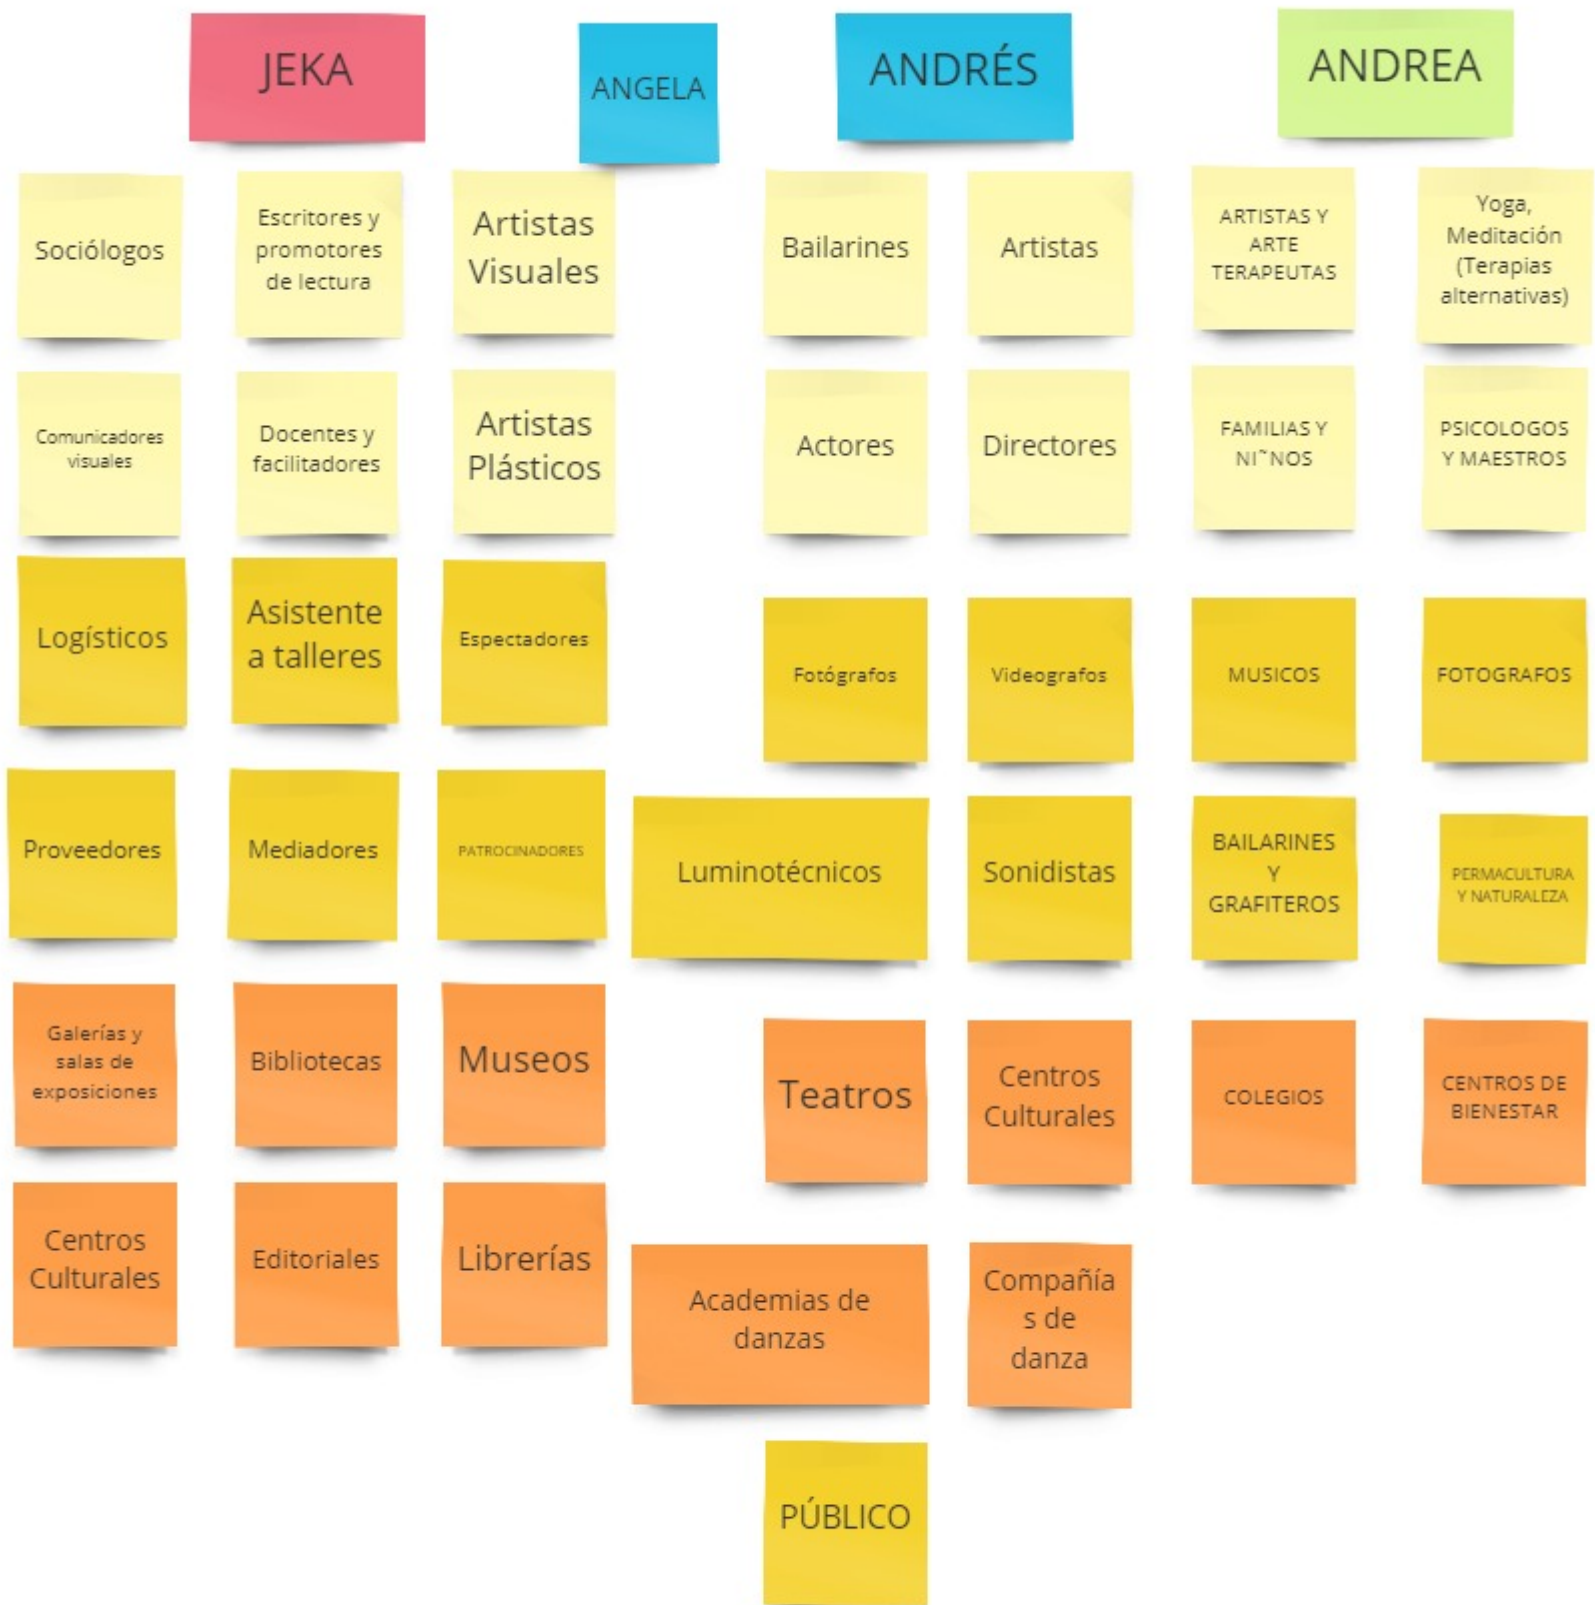 JEKA
ANGELA
ANDRÉS
ANDREA
Sociólogos
Escritores y
promotores
de lectura
Artistas
Visuales
Bailarines
Artistas
ARTISTAS Y
ARTE
TERAPEUTAS
Yoga,
Meditación
(Terapias
alternativas)
Comunicadores
visuales
Docentes y
facilitadores
Artistas
Plásticos
Actores
Directores
FAMILIAS Y
NI~NOS
PSICOLOGOS
Y MAESTROS
Logísticos
Asistente
a talleres
Espectadores
Fotógrafos
Videografos
MUSICOS
FOTOGRAFOS
Proveedores
Mediadores
PATROCINADORES
Luminotécnicos
Sonidistas
BAILARINES
Y
GRAFITEROS
PERMACULTURA
Y NATURALEZA
Galerías y
salas de
exposiciones
Bibliotecas
Museos
Teatros
Centros
Culturales
COLEGIOS
CENTROS DE
BIENESTAR
Centros
Culturales
Editoriales
Librerías
Academias de
danzas
Compañía
s de
danza
PÚBLICO